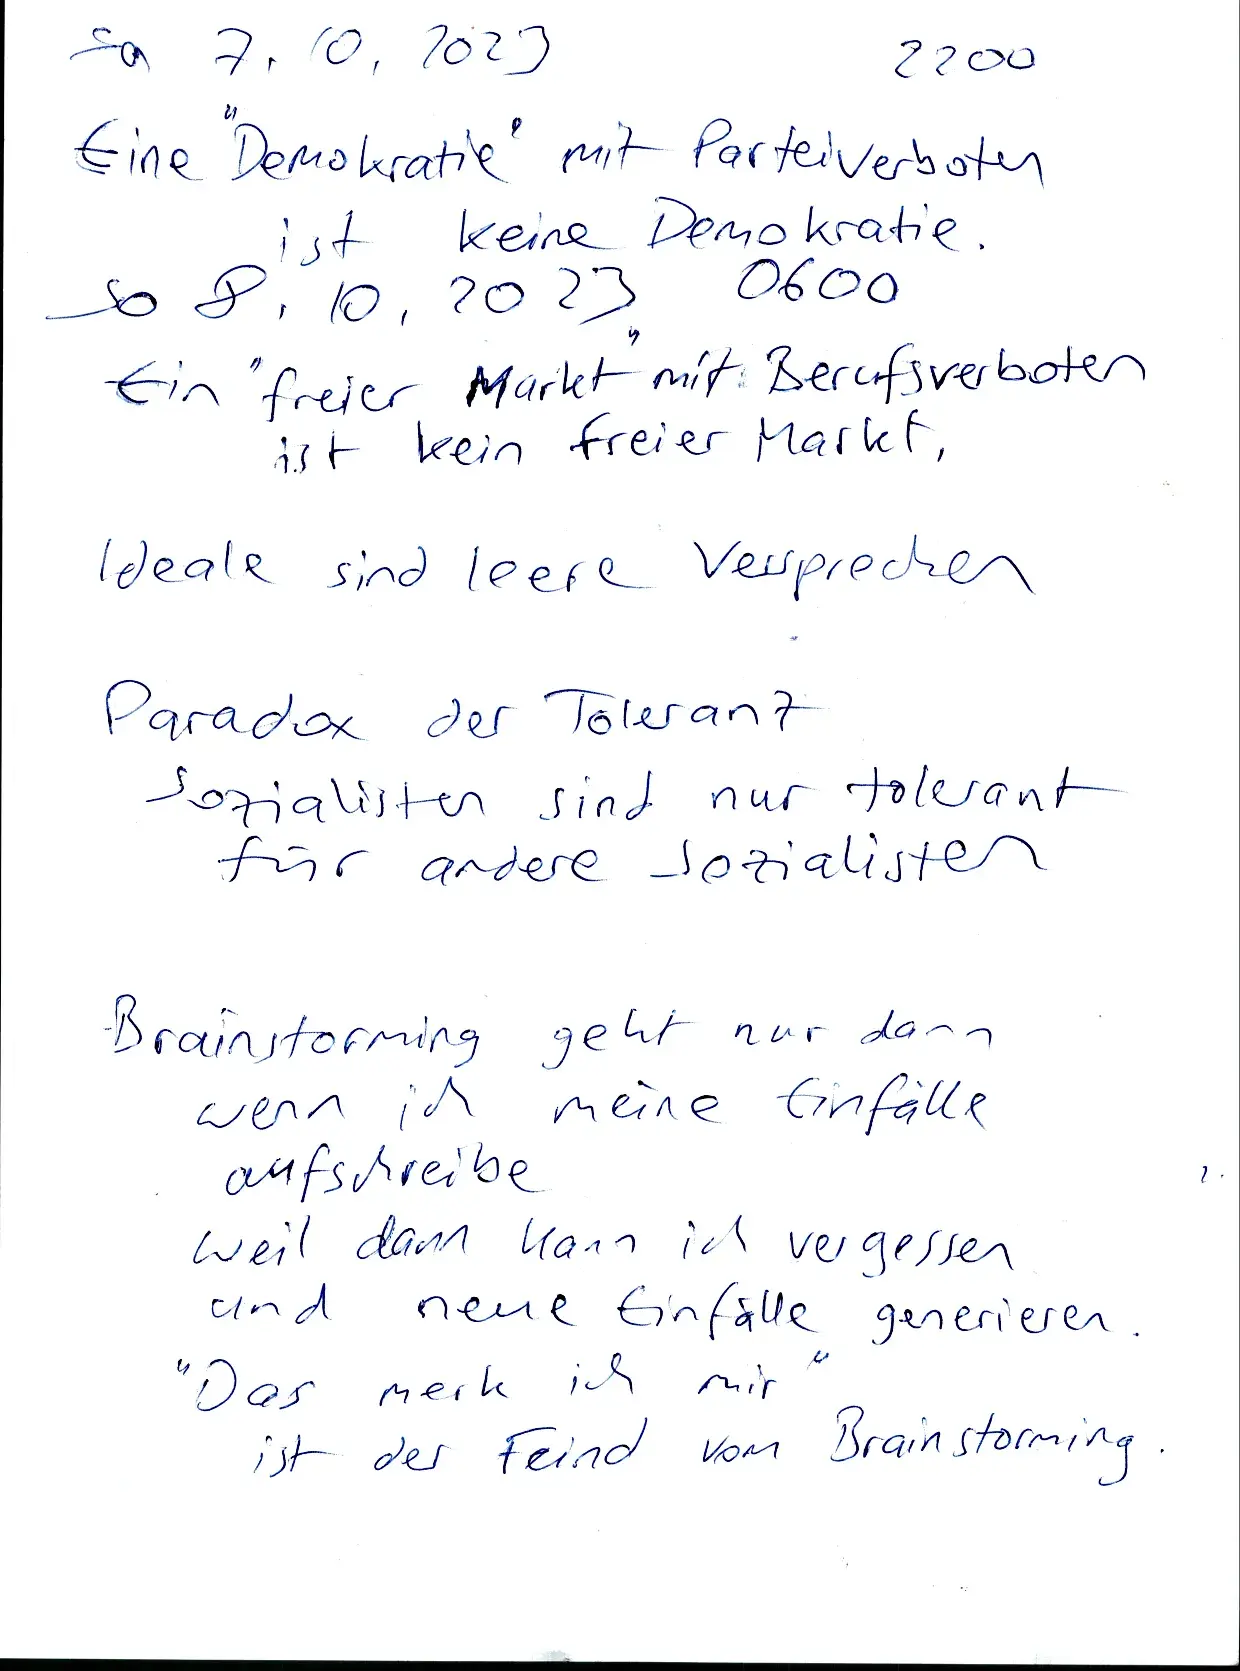 Sa 7.10.2023 2200
Eine "Demokratie" mit Parteiverboten
ist keine Demokratie.
So 8.10.2023 0600
Ein "freier Markt" mit Berufsverboten
ist kein freier Markt.
Ideale sind leere Versprechen
Paradox der Toleranz
Sozialisten sind nur tolerant
für andere Sozialisten
Brainstorming geht nur dann
wenn ich meine Einfälle
aufschreibe
weil dann kann ich vergessen
und neue Einfälle generieren.
"Das merk ich mir"
ist der Feind vom Brainstorming.